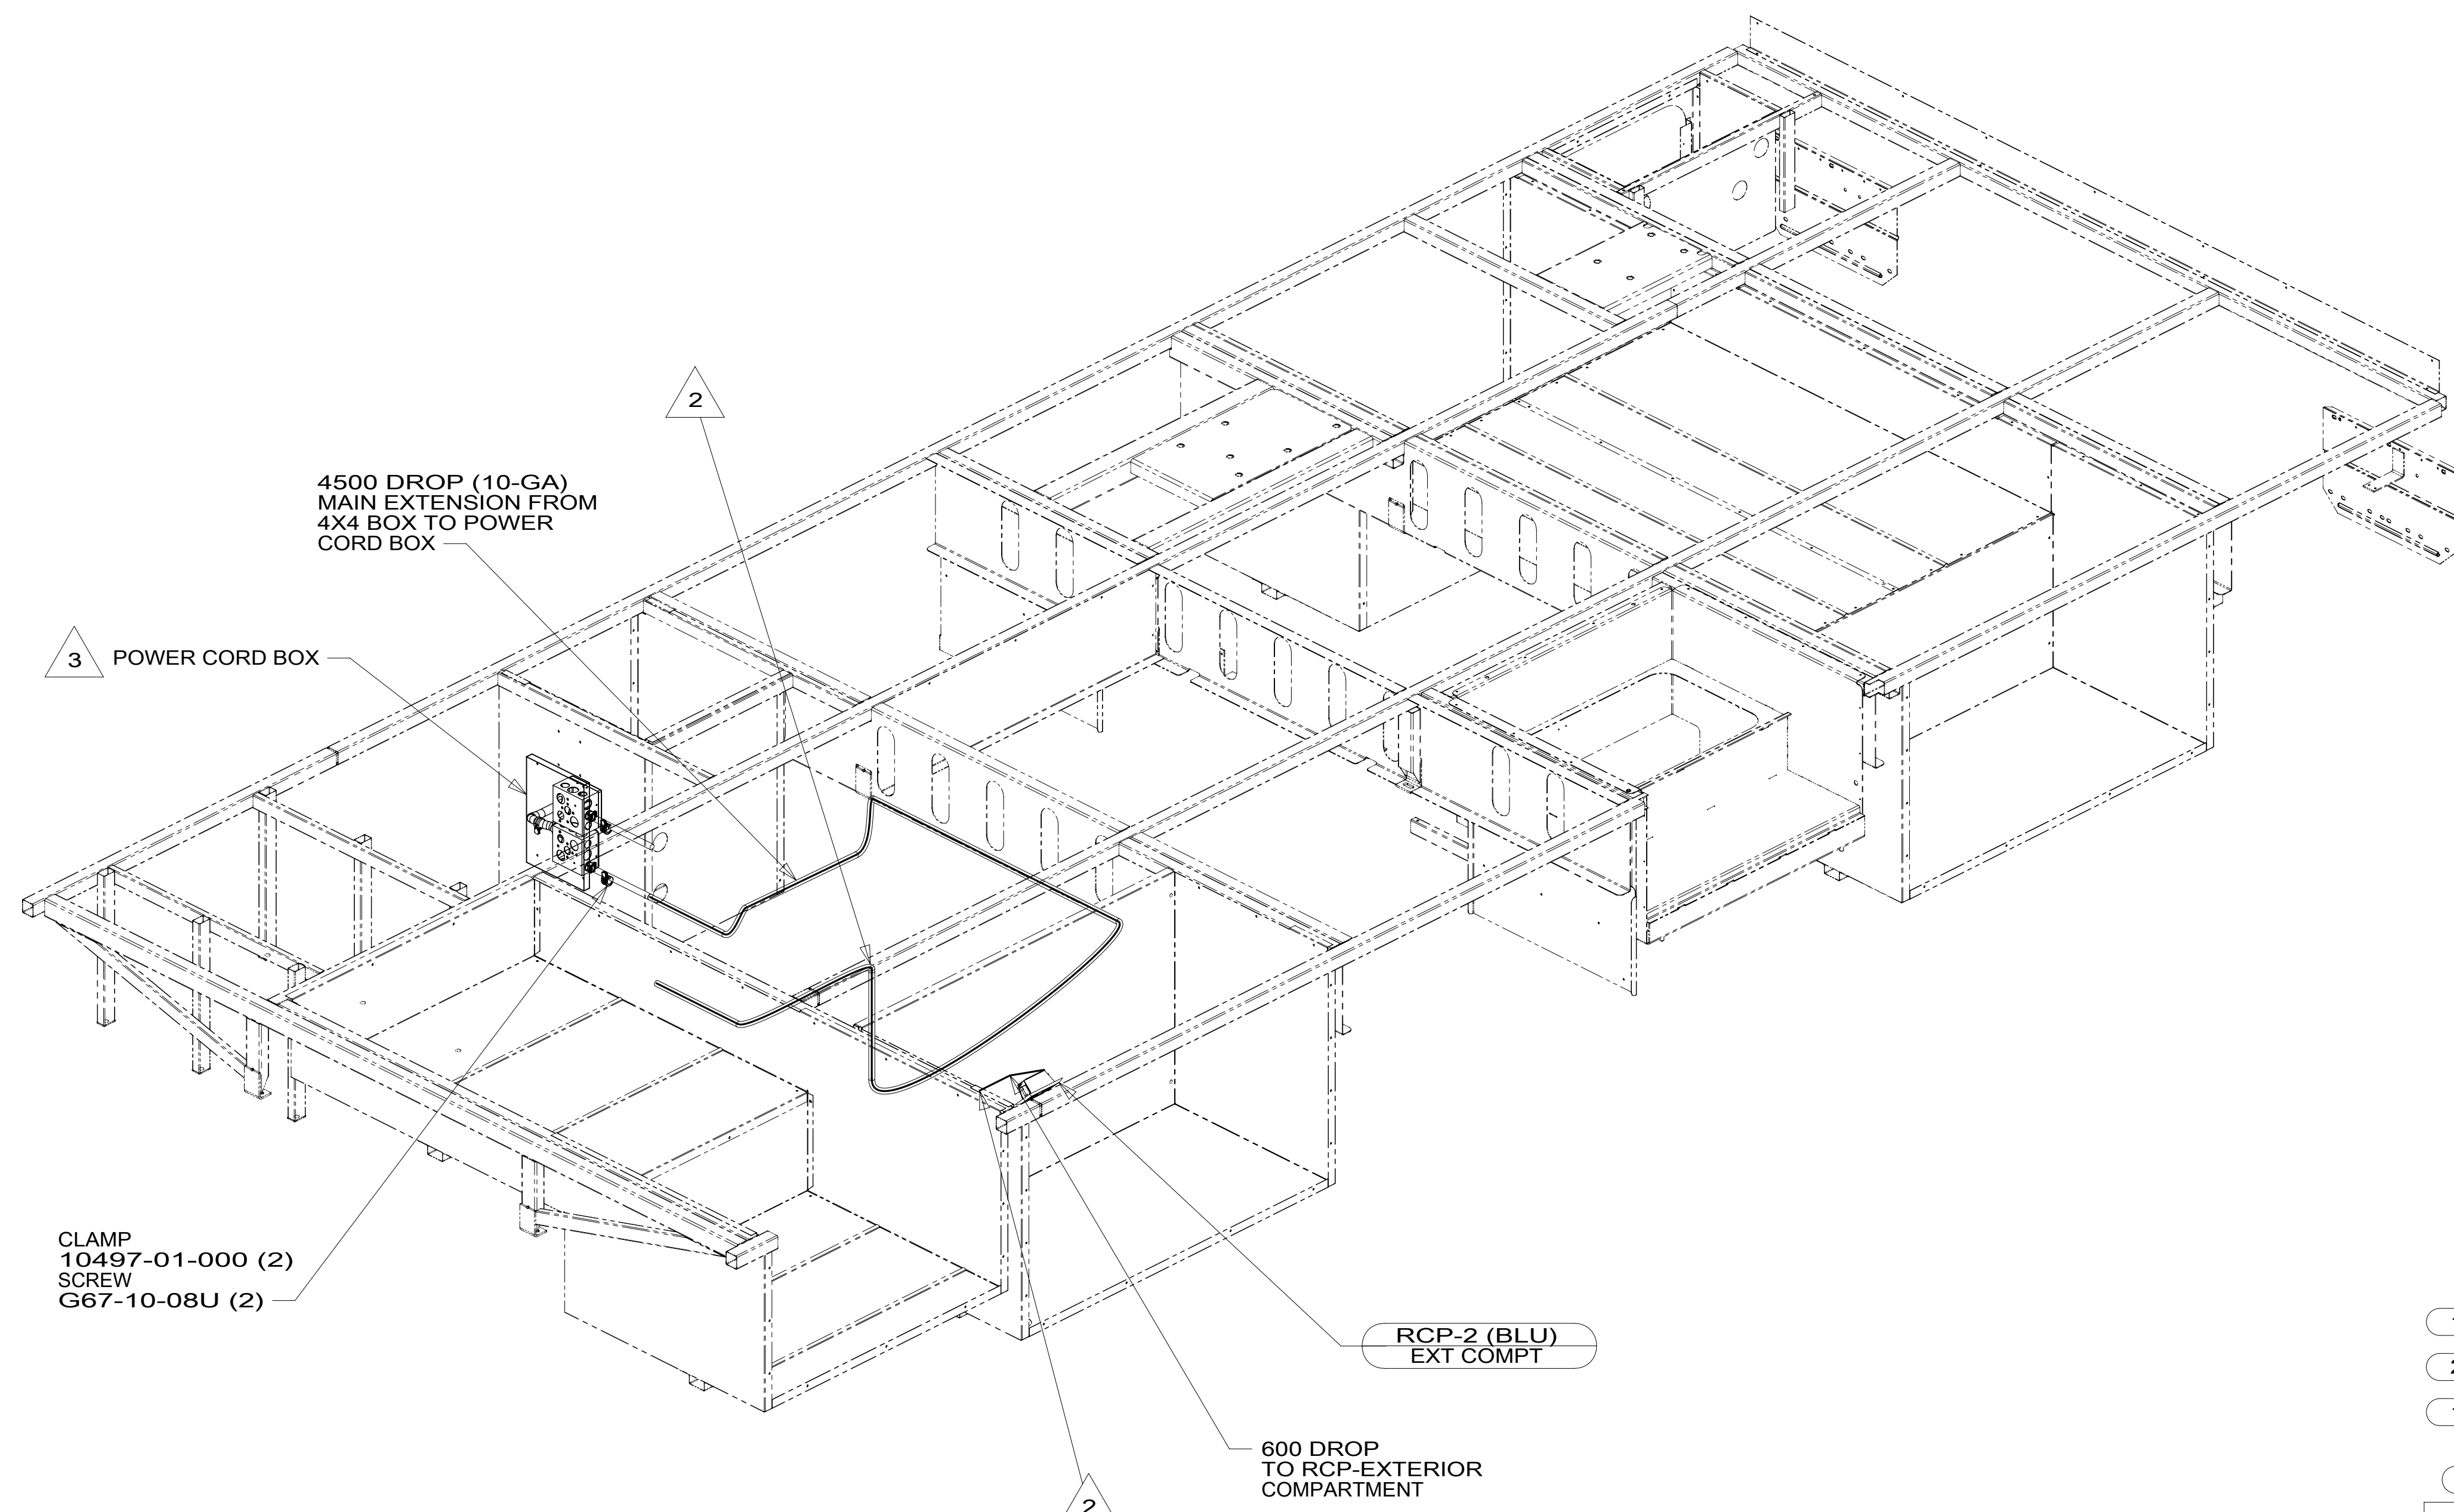 2
4500 DROP (10-GA)
MAIN EXTENSION FROM
4X4 BOX TO POWER
CORD BOX
3
POWER CORD BOX
CLAMP
10497-01-000 (2)
SCREW
G67-10-08U (2)
RCP-2 (BLU)
EXT COMPT
600 DROP
TO RCP-EXTERIOR
COMPARTMENT
2